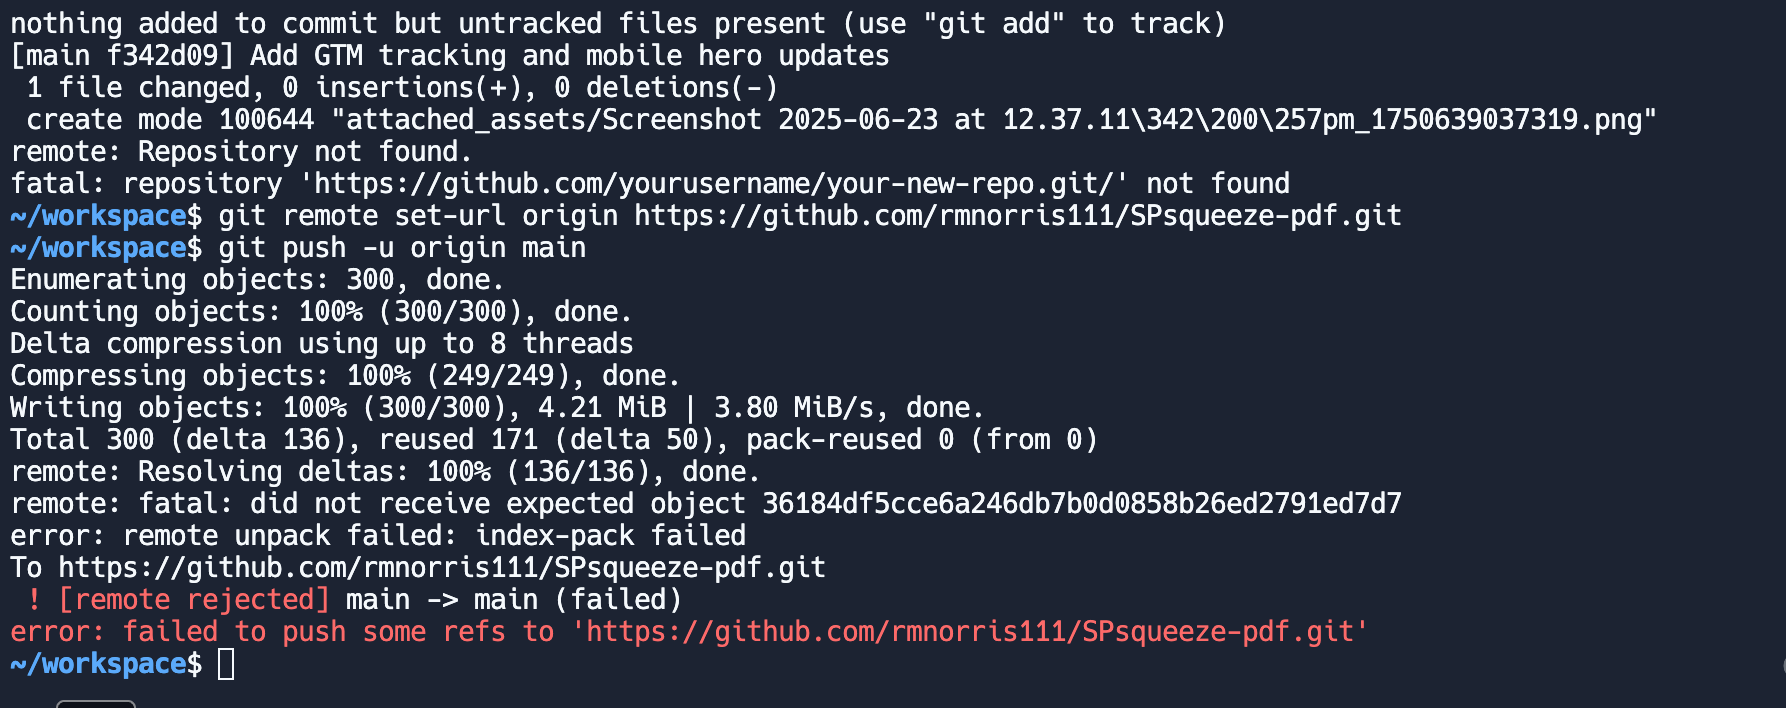 nothing added to commit but untracked files present (use "git add" to track)
[main f342d09] Add GTM tracking and mobile hero updates
 1 file changed, 0 insertions(+), 0 deletions(-)
 create mode 100644 "attached_assets/Screenshot 2025-06-23 at 12.37.11\342\200\257pm_1750639037319.png"
remote: Repository not found.
fatal: repository 'https://github.com/yourusername/your-new-repo.git/' not found
~/workspace$ git remote set-url origin https://github.com/rmnorris111/SPsqueeze-pdf.git
~/workspace$ git push -u origin main
Enumerating objects: 300, done.
Counting objects: 100% (300/300), done.
Delta compression using up to 8 threads
Compressing objects: 100% (249/249), done.
Writing objects: 100% (300/300), 4.21 MiB | 3.80 MiB/s, done.
Total 300 (delta 136), reused 171 (delta 50), pack-reused 0 (from 0)
remote: Resolving deltas: 100% (136/136), done.
remote: fatal: did not receive expected object 36184df5cce6a246db7b0d0858b26ed2791ed7d7
error: remote unpack failed: index-pack failed
To https://github.com/rmnorris111/SPsqueeze-pdf.git
 ! [remote rejected] main -> main (failed)
error: failed to push some refs to 'https://github.com/rmnorris111/SPsqueeze-pdf.git'
~/workspace$